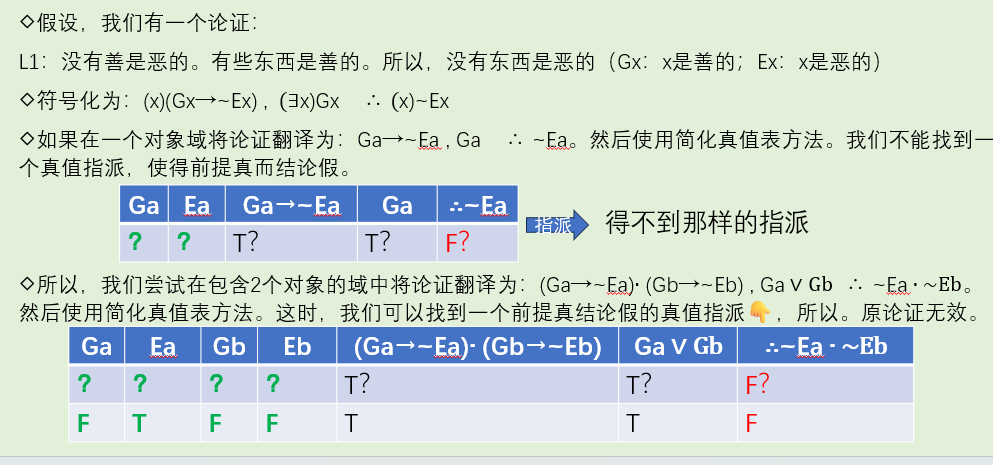 ◇假设，我们有一个论证：
L1：没有善是恶的。有些东西是善的。所以，没有东西是恶的（Gx：x是善的；Ex：x是恶的）
◇符号化为：(x)(Gx→~Ex) , (∃x)Gx ∴ (x)~Ex
◇如果在一个对象域将论证翻译为：Ga→~Ea , Ga ∴ ~Ea。然后使用简化真值表方法。我们不能找到一
个真值指派，使得前提真而结论假。
Ga Ea Ga→~Ea Ga ∴~Ea
? ? T? T? F?
指派 得不到那样的指派
◇所以，我们尝试在包含2个对象的域中将论证翻译为：(Ga→~Ea)· (Gb→~Eb) , Ga ∨ Gb ∴ ~Ea · ~Eb。
然后使用简化真值表方法。这时，我们可以找到一个前提真结论假的真值指派👇，所以。原论证无效。
Ga Ea Gb Eb (Ga→~Ea)· (Gb→~Eb) Ga ∨ Gb ∴~Ea · ~Eb
? ? ? ? T? T? F?
F T F F T T F